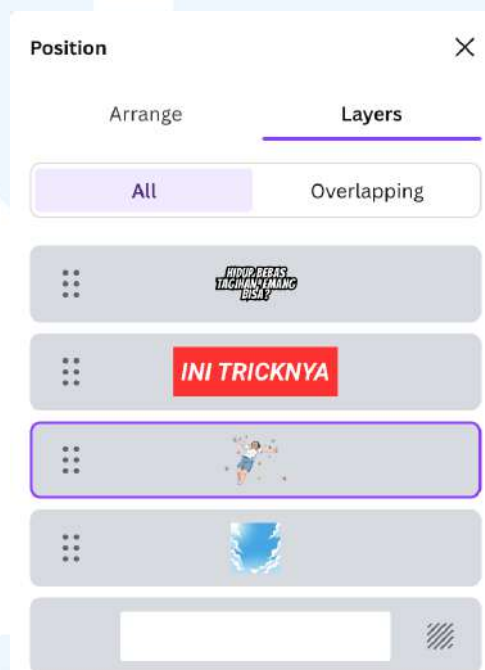 Position
Arrange Layers
All Overlapping
HIDUP BEBAS
TAGIHAN, EMANG
BISA?
INI TRICKNYA